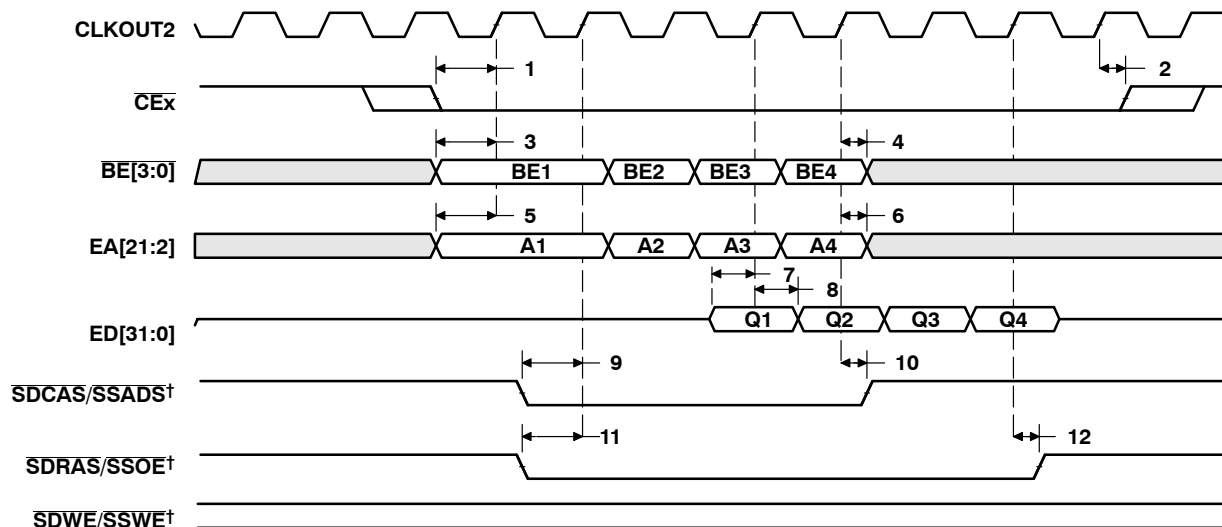 CLKOUT2
1
2
CEx
3
4
BE[3:0]
BE1 BE2 BE3 BE4
5
6
EA[21:2]
A1 A2 A3 A4
7
8
ED[31:0]
Q1 Q2 Q3 Q4
9
10
SDCAS/SSADS†
11
12
SDRAS/SSOE†
SDWE/SSWE†